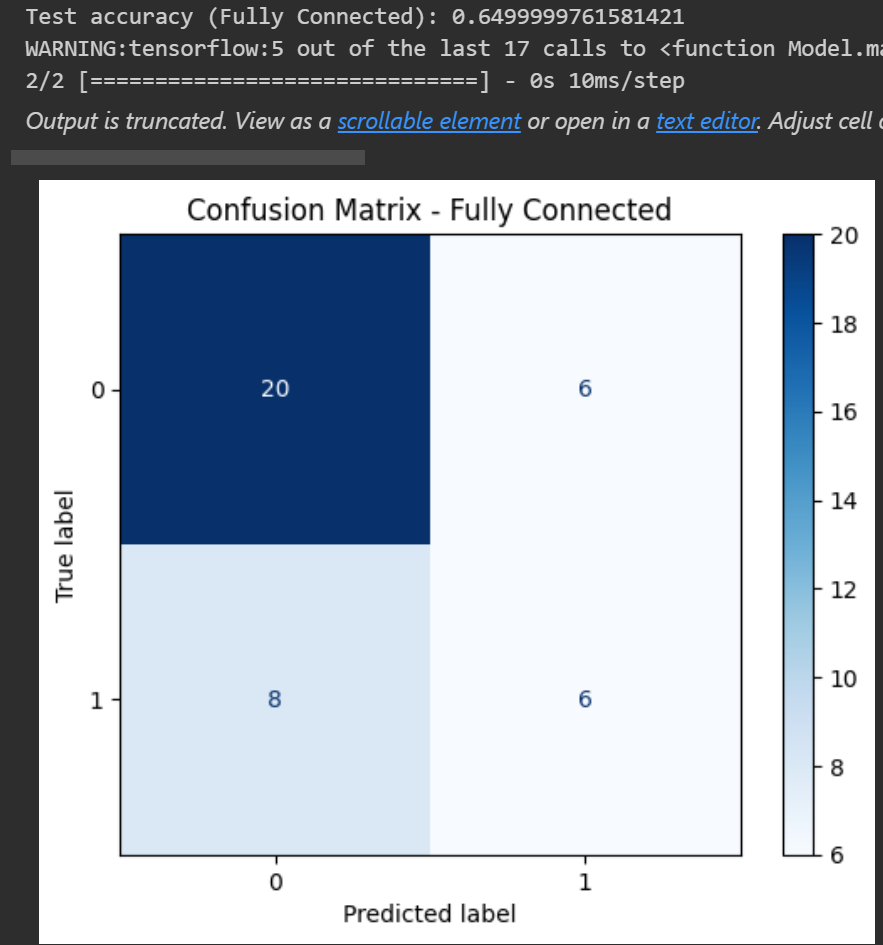 Test accuracy (Fully Connected): 0.6499999761581421
WARNING:tensorflow:5 out of the last 17 calls to <function Model.ma
2/2 [==============================] - 0s 10ms/step
Output is truncated. View as a scrollable element or open in a text editor. Adjust cell
Confusion Matrix - Fully Connected
20
18
16
14
12
10
8
6
True label
0
20
6
1
8
6
0
1
Predicted label